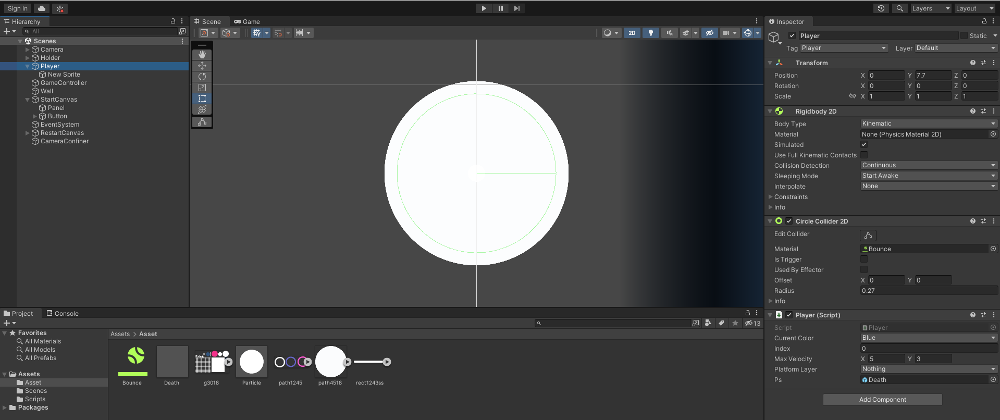 Sign in
Layers
Layout
Hierarchy
All
Scenes
Camera
Holder
Player
New Sprite
GameController
Wall
StartCanvas
Panel
Button
EventSystem
RestartCanvas
CameraConfiner
Scene
Game
2D
Inspector
Player
Static
Tag Player Layer Default
Transform
Position X 0 Y 7.7 Z 0
Rotation X 0 Y 0 Z 0
Scale X 1 Y 1 Z 1
Rigidbody 2D
Body Type Kinematic
Material None (Physics Material 2D)
Simulated
Use Full Kinematic Contacts
Collision Detection Continuous
Sleeping Mode Start Awake
Interpolate None
Constraints
Info
Circle Collider 2D
Edit Collider
Material Bounce
Is Trigger
Used By Effector
Offset X 0 Y 0
Radius 0.27
Info
Player (Script)
Script Player
Current Color Blue
Index 0
Max Velocity X 5 Y 3
Platform Layer Nothing
Ps Death
Add Component
Project
Console
13
Favorites
All Materials
All Models
All Prefabs
Assets
Asset
Scenes
Scripts
Packages
Assets > Asset
Bounce
Death
g3018
Particle
path1245
path4518
rect1243ss